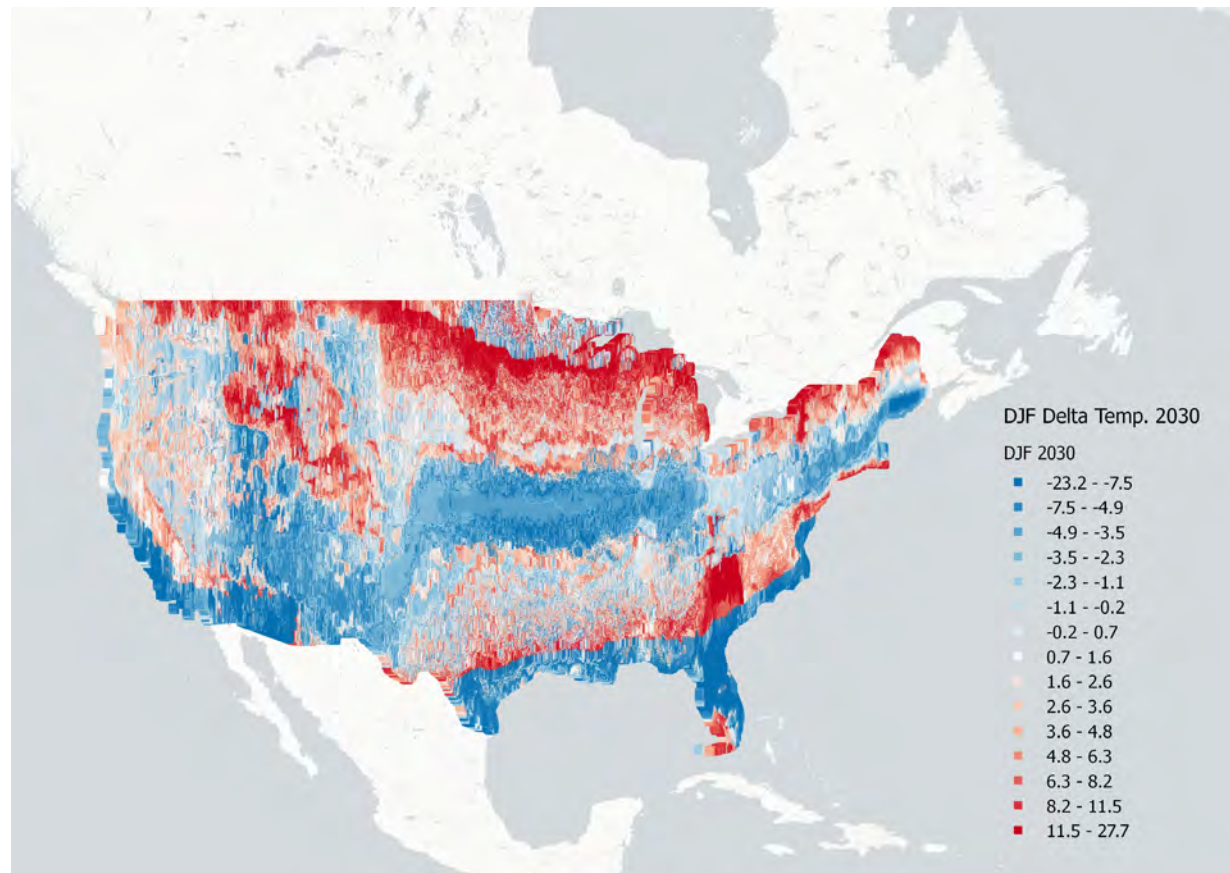 DJF Delta Temp. 2030
DJF 2030
-23.2 - -7.5
-7.5 - -4.9
-4.9 - -3.5
-3.5 - -2.3
-2.3 - -1.1
-1.1 - -0.2
-0.2 - 0.7
0.7 - 1.6
1.6 - 2.6
2.6 - 3.6
3.6 - 4.8
4.8 - 6.3
6.3 - 8.2
8.2 - 11.5
11.5 - 27.7